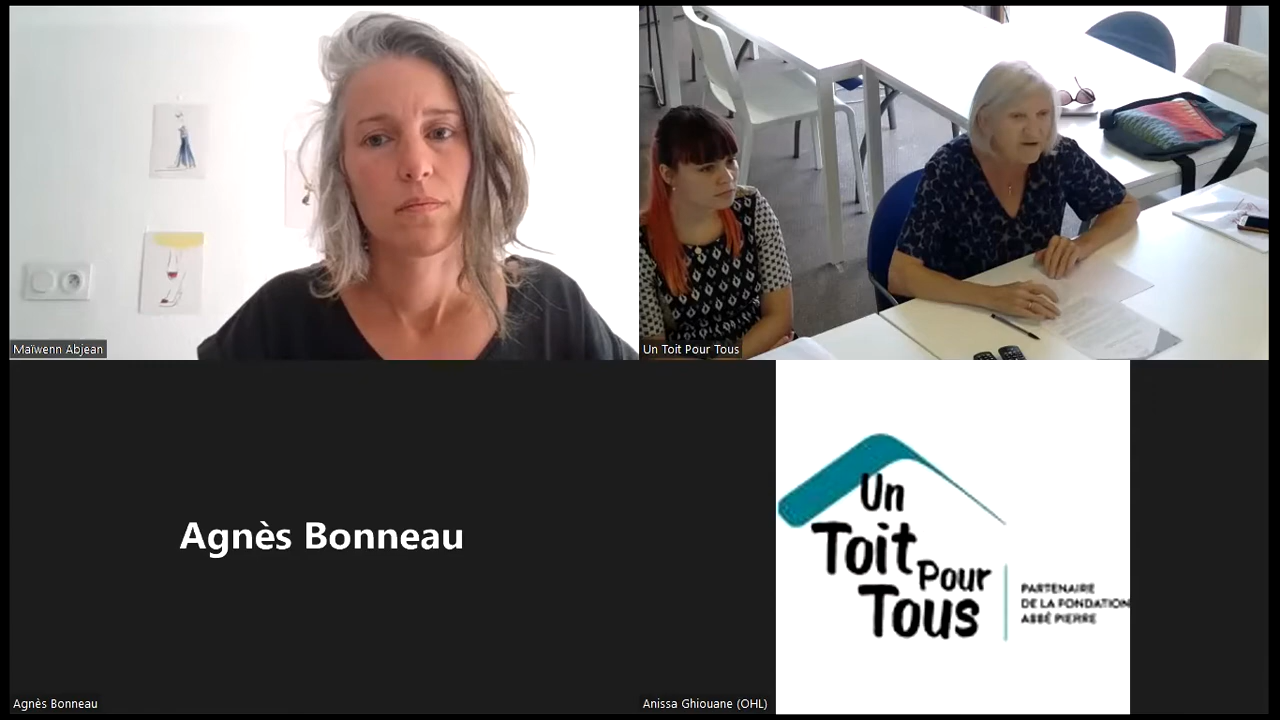 Maïwenn Abjean
Un Toit Pour Tous
Agnès Bonneau
Un
Toit
Pour
Tous
PARTENAIRE
DE LA FONDATION
ABBÉ PIERRE
Agnès Bonneau
Anissa Ghiouane (OHL)